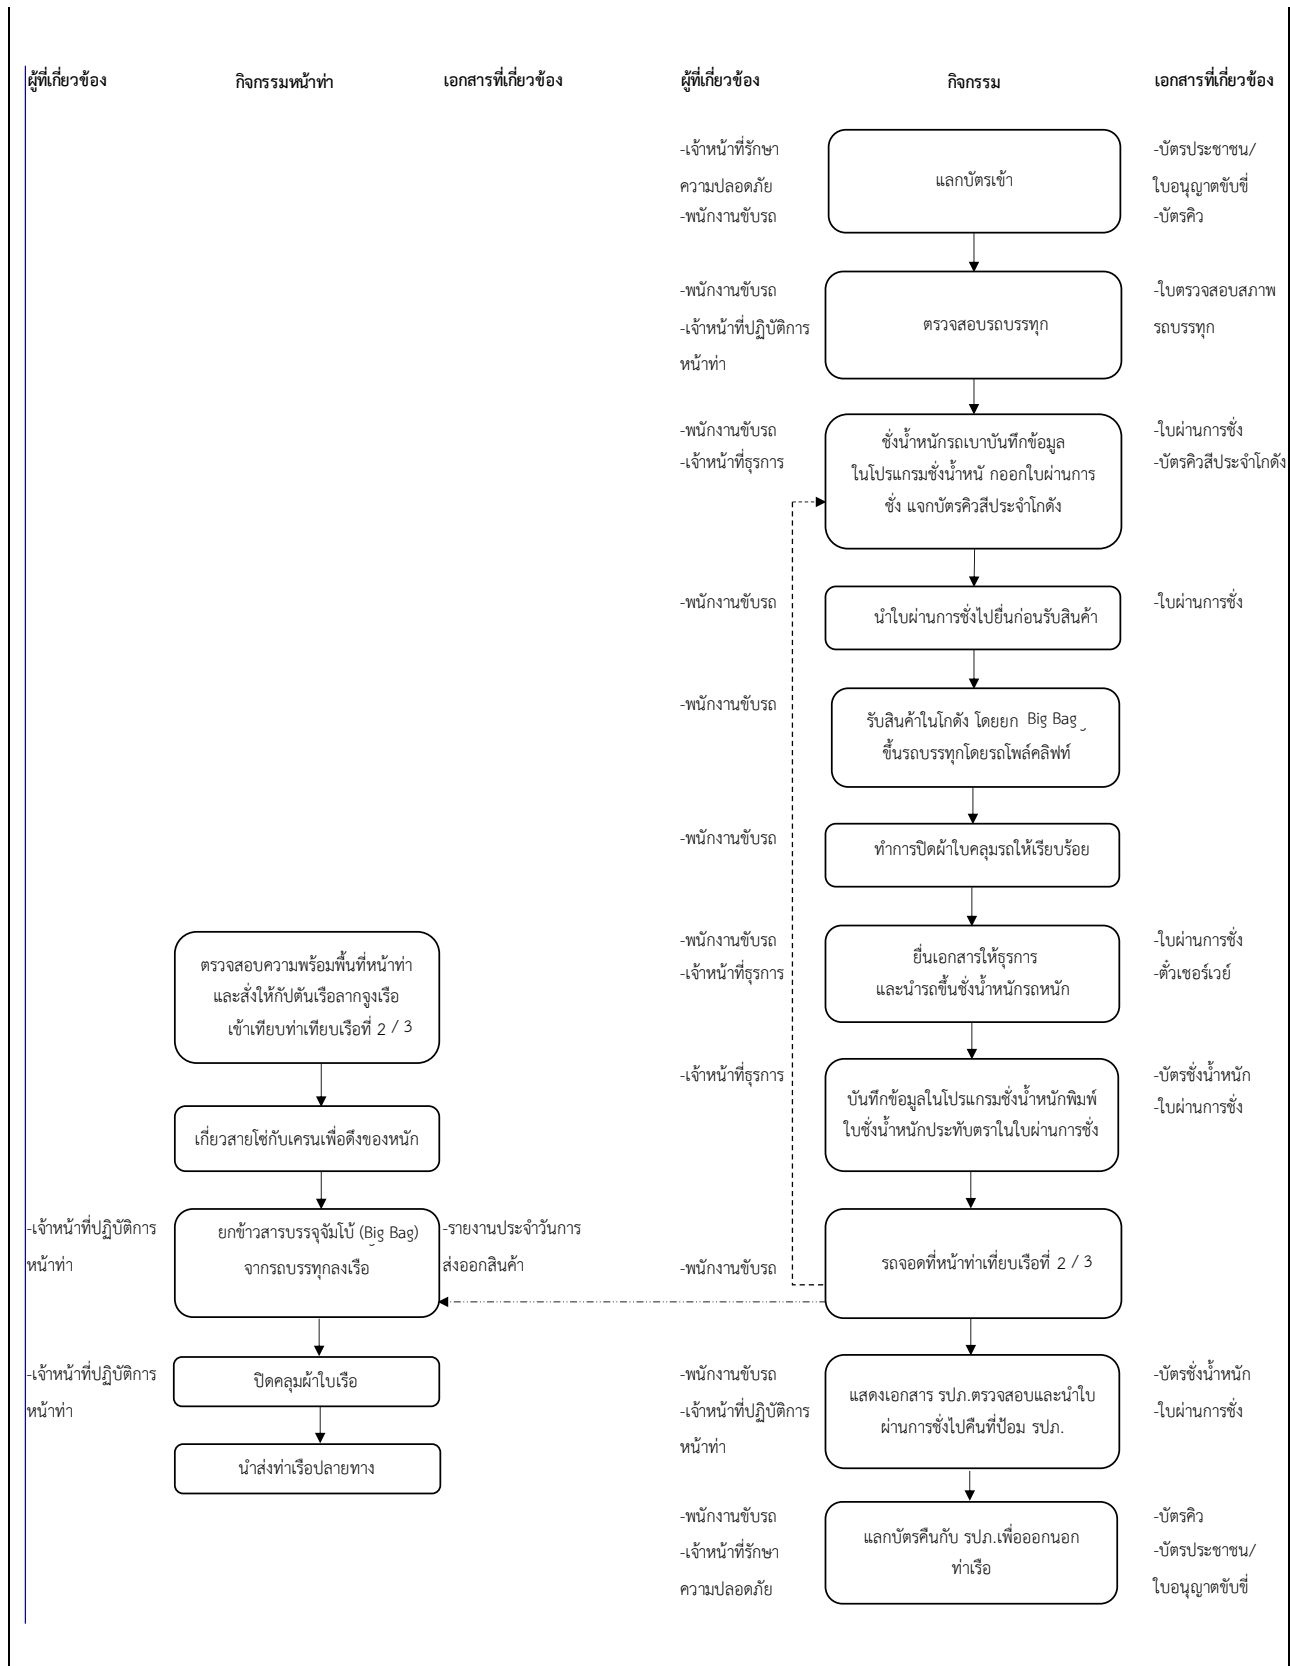 ผู้ที่เกี่ยวข้อง
กิจกรรมหน้าท่า
เอกสารที่เกี่ยวข้อง
ผู้ที่เกี่ยวข้อง
กิจกรรม
เอกสารที่เกี่ยวข้อง
-เจ้าหน้าที่รักษา
ความปลอดภัย
-พนักงานขับรถ
แลกบัตรเข้า
-บัตรประชาชน/
ใบอนุญาตขับขี่
-บัตรคิว
-พนักงานขับรถ
-เจ้าหน้าที่ปฏิบัติการ
หน้าท่า
ตรวจสอบรถบรรทุก
-ใบตรวจสอบสภาพ
รถบรรทุก
-พนักงานขับรถ
-เจ้าหน้าที่ธุรการ
ชั่งน้ำหนักรถเบาบันทึกข้อมูล
ในโปรแกรมชั่งน้ำหนั กออกใบผ่านการ
ชั่ง แจกบัตรคิวสีประจำโกดัง
-ใบผ่านการชั่ง
-บัตรคิวสีประจำโกดัง
-พนักงานขับรถ
นำใบผ่านการชั่งไปยื่นก่อนรับสินค้า
-ใบผ่านการชั่ง
-พนักงานขับรถ
รับสินค้าในโกดัง โดยยก Big Bag
ขึ้นรถบรรทุกโดยรถโฟล์คลิฟท์
-พนักงานขับรถ
ทำการปิดผ้าใบคลุมรถให้เรียบร้อย
-พนักงานขับรถ
-เจ้าหน้าที่ธุรการ
ยื่นเอกสารให้ธุรการ
และนำรถขึ้นชั่งน้ำหนักรถหนัก
-ใบผ่านการชั่ง
-ตั๋วเซอร์เวย์
-เจ้าหน้าที่ธุรการ
บันทึกข้อมูลในโปรแกรมชั่งน้ำหนักพิมพ์
ใบชั่งน้ำหนักประทับตราในใบผ่านการชั่ง
-บัตรชั่งน้ำหนัก
-ใบผ่านการชั่ง
-พนักงานขับรถ
รถจอดที่หน้าท่าเทียบเรือที่ 2 / 3
-พนักงานขับรถ
-เจ้าหน้าที่ปฏิบัติการ
หน้าท่า
แสดงเอกสาร รปภ.ตรวจสอบและนำใบ
ผ่านการชั่งไปคืนที่ป้อม รปภ.
-บัตรชั่งน้ำหนัก
-ใบผ่านการชั่ง
-พนักงานขับรถ
-เจ้าหน้าที่รักษา
ความปลอดภัย
แลกบัตรคืนกับ รปภ.เพื่อออกนอก
ท่าเรือ
-บัตรคิว
-บัตรประชาชน/
ใบอนุญาตขับขี่
ตรวจสอบความพร้อมพื้นที่หน้าท่า
และสั่งให้กัปตันเรือลากจูงเรือ
เข้าเทียบท่าเทียบเรือที่ 2 / 3
เกี่ยวสายโซ่กับเครนเพื่อดึงของหนัก
-เจ้าหน้าที่ปฏิบัติการ
หน้าท่า
ยกข้าวสารบรรจุจัมโบ้ (Big Bag)
จากรถบรรทุกลงเรือ
-รายงานประจำวันการ
ส่งออกสินค้า
-เจ้าหน้าที่ปฏิบัติการ
หน้าท่า
ปิดคลุมผ้าใบเรือ
นำส่งท่าเรือปลายทาง